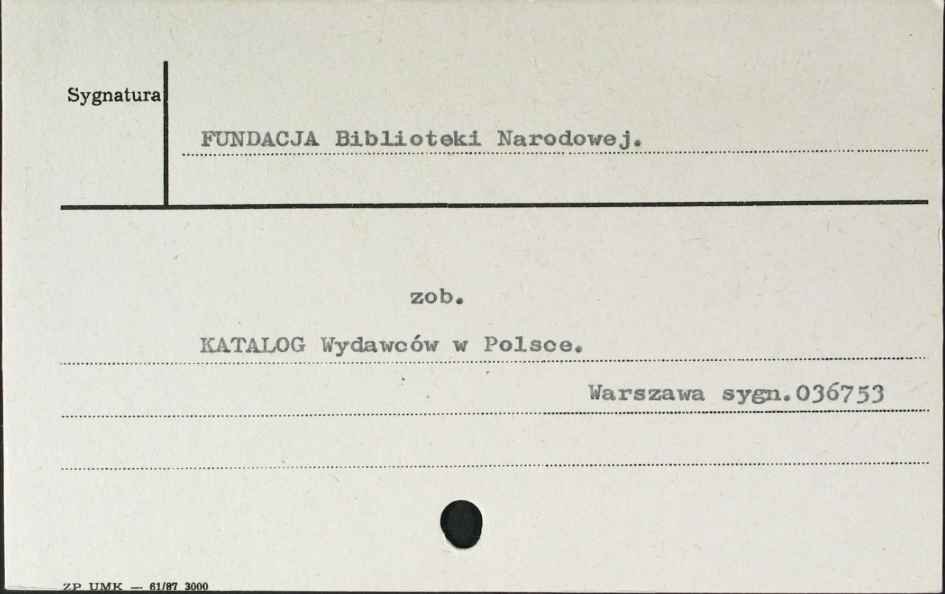 Sygnatura
FUNDACJA Biblioteki Narodowej.
zob.
KATALOG Wydawców w Polsce.
Warszawa sygn.036753
ZP UMK — 61/87 3000